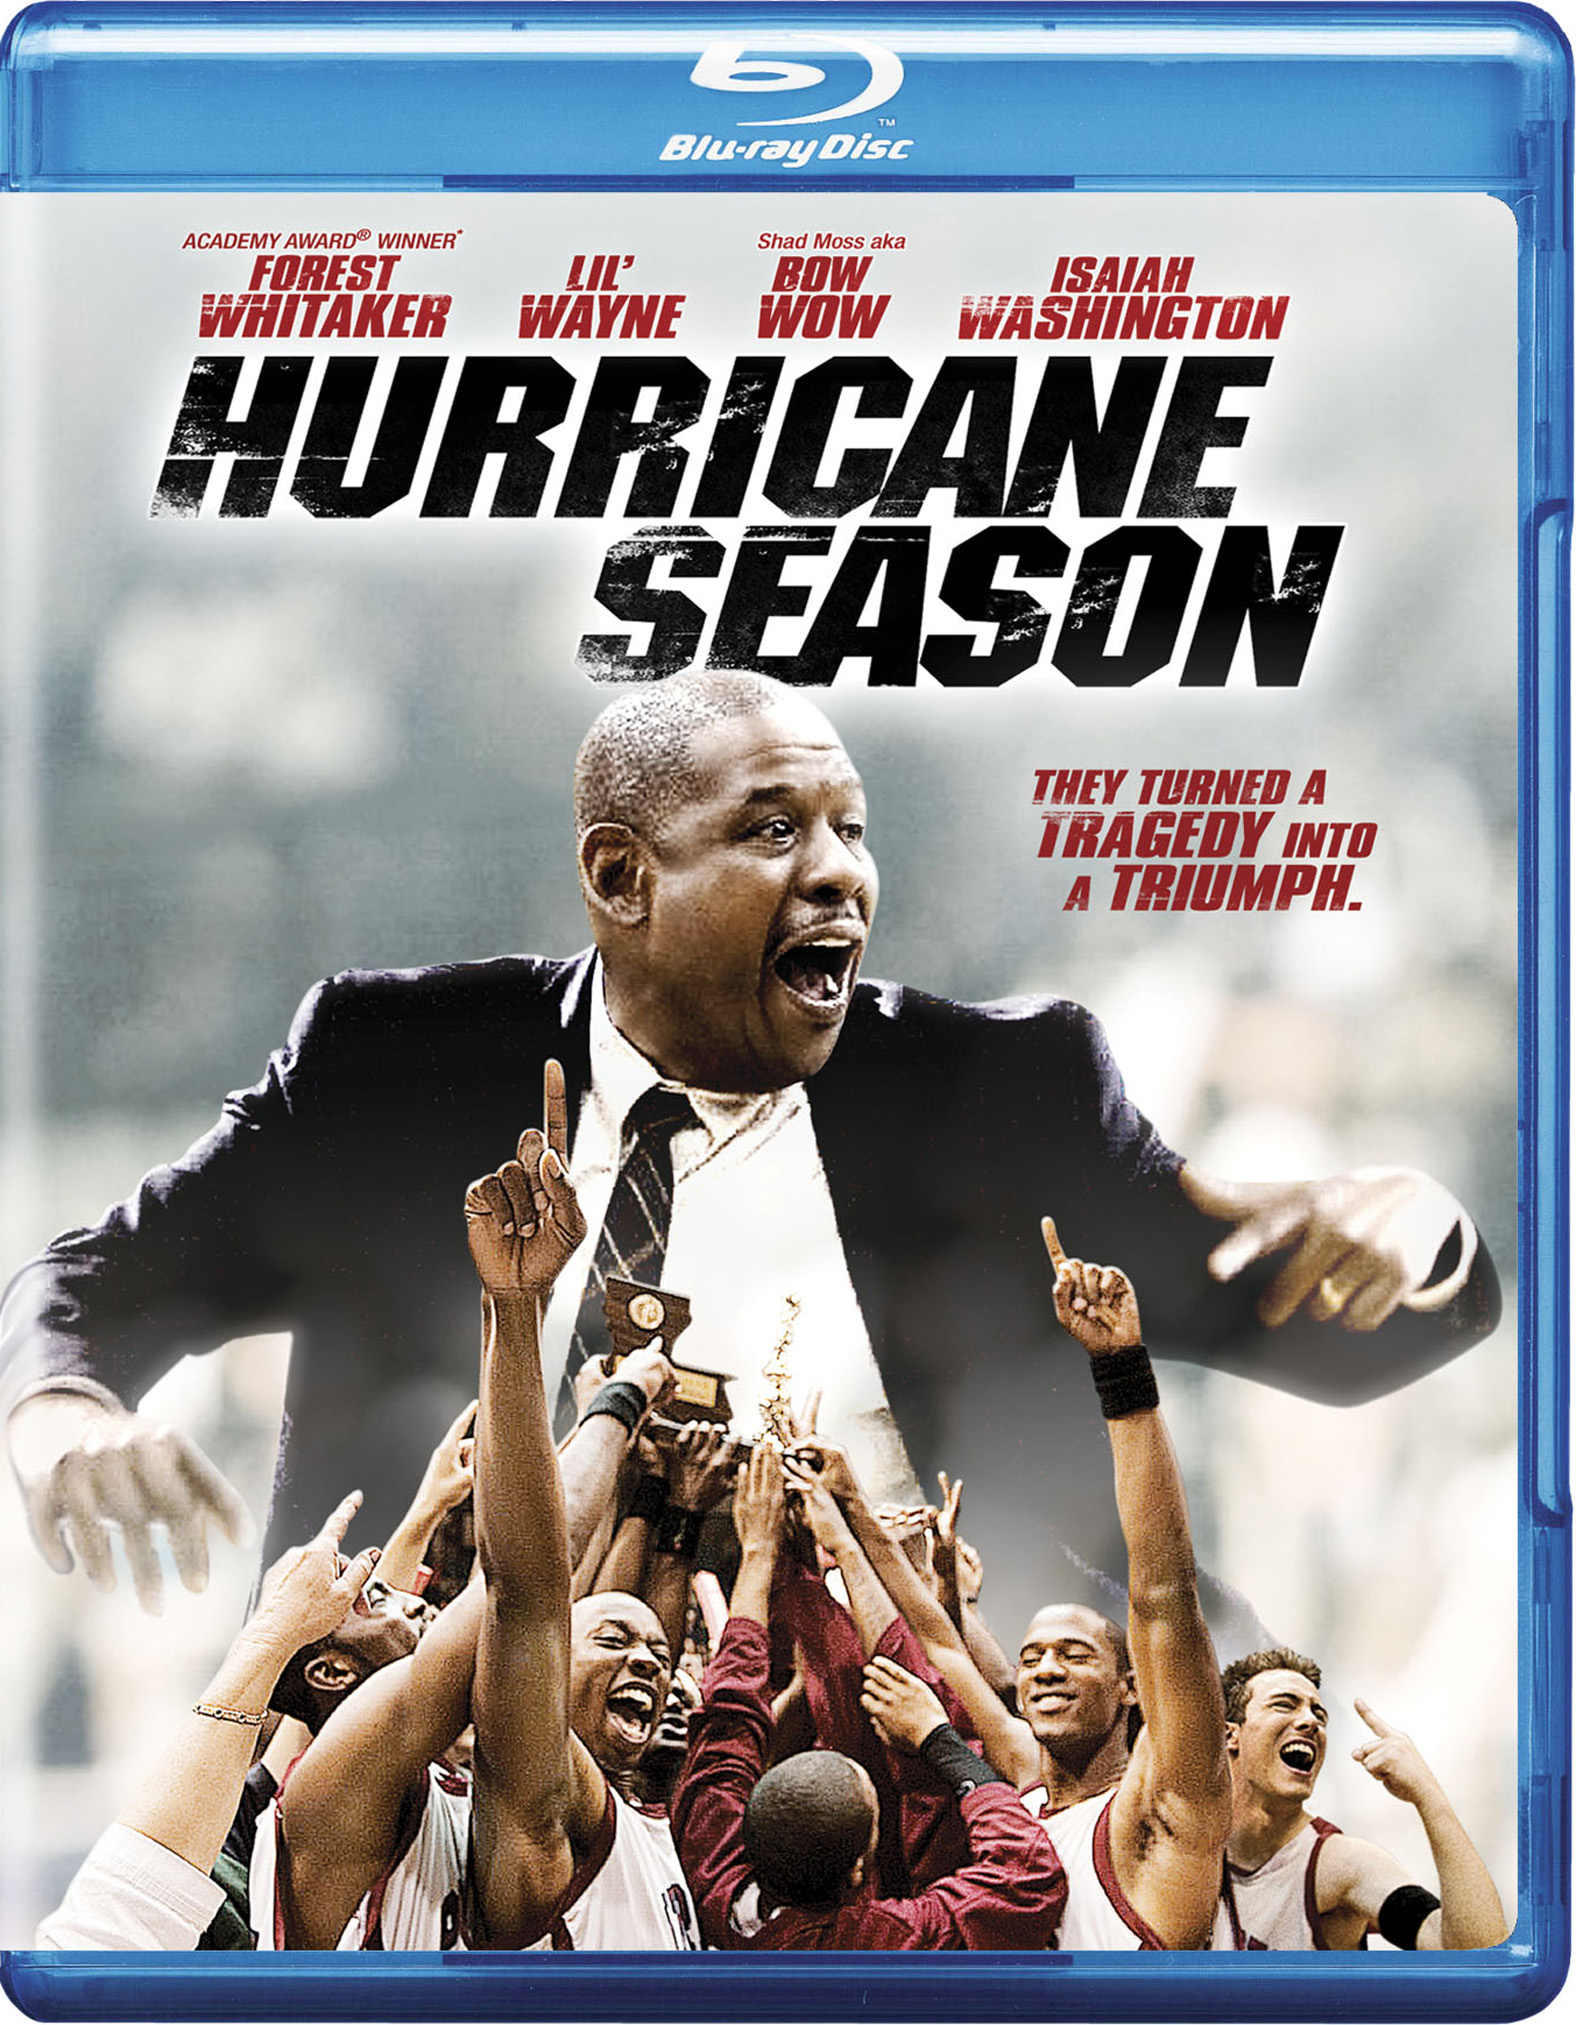 Blu-ray Disc™
ACADEMY AWARD® WINNER*
FOREST
WHITAKER
LIL'
WAYNE
Shad Moss aka
BOW
WOW
ISAIAH
WASHINGTON
HURRICANE
SEASON
THEY TURNED A
TRAGEDY INTO
A TRIUMPH.